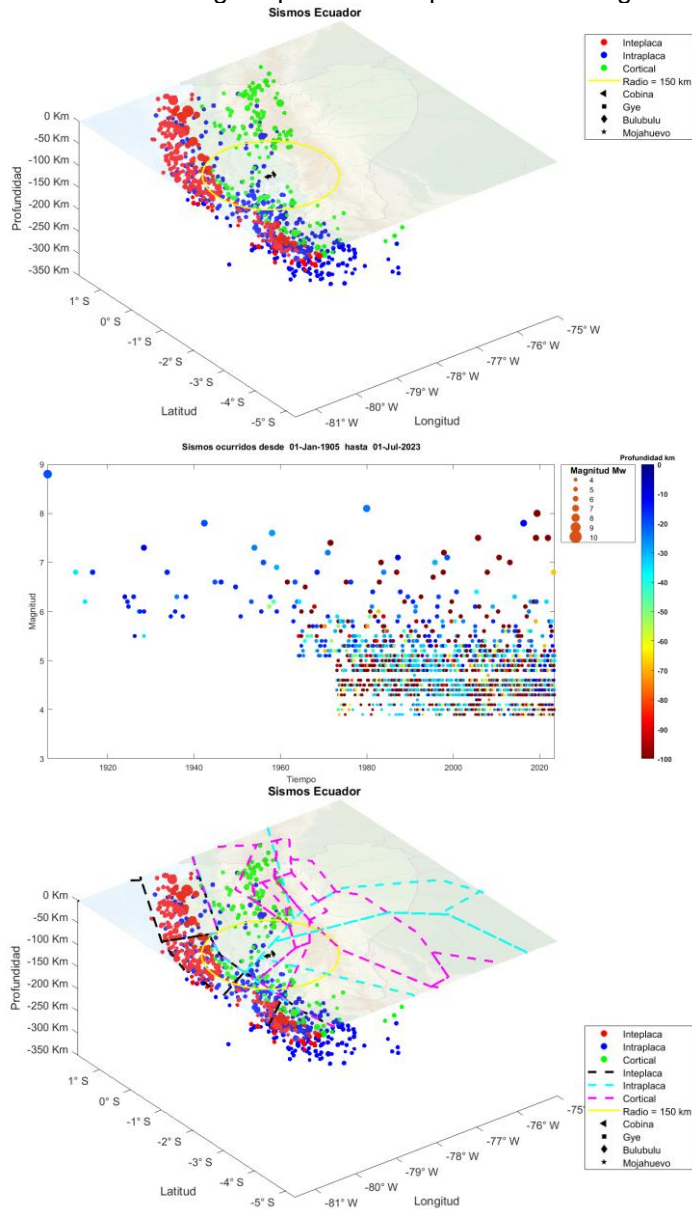 Sismos Ecuador
Inteplaca
Intraplaca
Cortical
Radio = 150 km
Cobina
Gye
Bulubulu
Mojahuevo
0 Km
-50 Km
-100 Km
-150 Km
-200 Km
-250 Km
-300 Km
-350 Km
Profundidad
1° S
0° S
-1° S
-2° S
-3° S
-4° S
-5° S
Latitud
-81° W
-80° W
-79° W
-78° W
-77° W
-76° W
-75° W
Longitud
Sismos ocurridos desde 01-Jan-1905 hasta 01-Jul-2023
9
8
7
6
5
4
3
Magnitud
1920
1940
1960
1980
2000
2020
Tiempo
Magnitud Mw
4
5
6
7
8
9
10
Profundidad km
0
-10
-20
-30
-40
-50
-60
-70
-80
-90
-100
Sismos Ecuador
0 Km
-50 Km
-100 Km
-150 Km
-200 Km
-250 Km
-300 Km
-350 Km
Profundidad
1° S
0° S
-1° S
-2° S
-3° S
-4° S
-5° S
Latitud
-81° W
-80° W
-79° W
-78° W
-77° W
-76° W
-75°
Longitud
Inteplaca
Intraplaca
Cortical
Inteplaca
Intraplaca
Cortical
Radio = 150 km
Cobina
Gye
Bulubulu
Mojahuevo